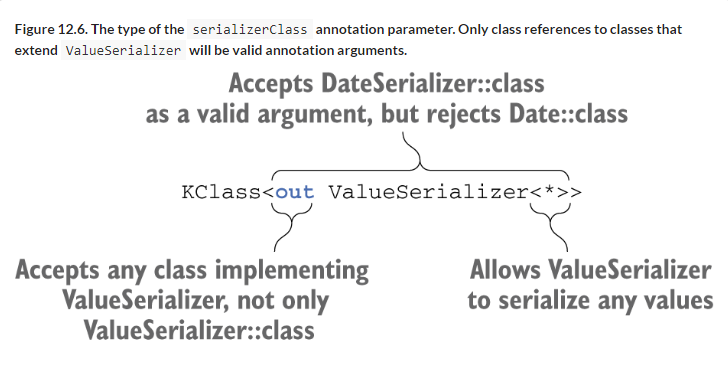 Figure 12.6. The type of the serializerClass annotation parameter. Only class references to classes that
extend ValueSerializer will be valid annotation arguments.
Accepts DateSerializer::class
as a valid argument, but rejects Date::class
KClass<out ValueSerializer<*>>
Accepts any class implementing
ValueSerializer, not only
ValueSerializer::class
Allows ValueSerializer
to serialize any values